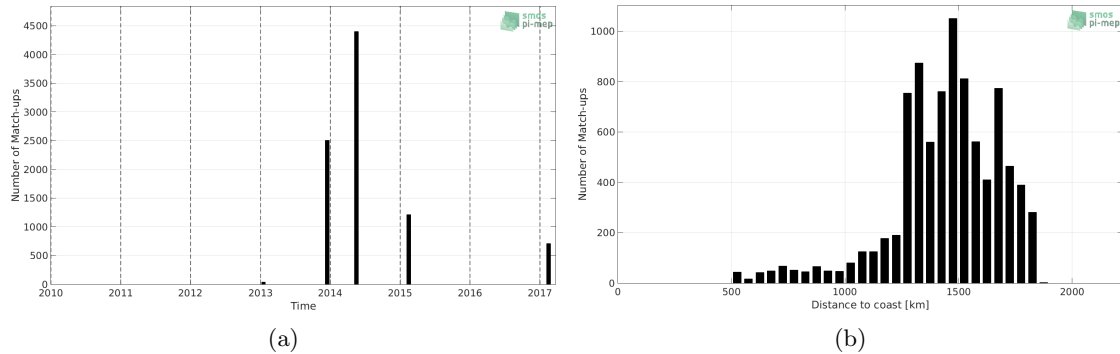 smos
pi-mep
Number of Match-ups
4500
4000
3500
3000
2500
2000
1500
1000
500
0
2010 2011 2012 2013 2014 2015 2016 2017
Time
(a)
smos
pi-mep
Number of Match-ups
1000
800
600
400
200
0
0 500 1000 1500 2000
Distance to coast [km]
(b)